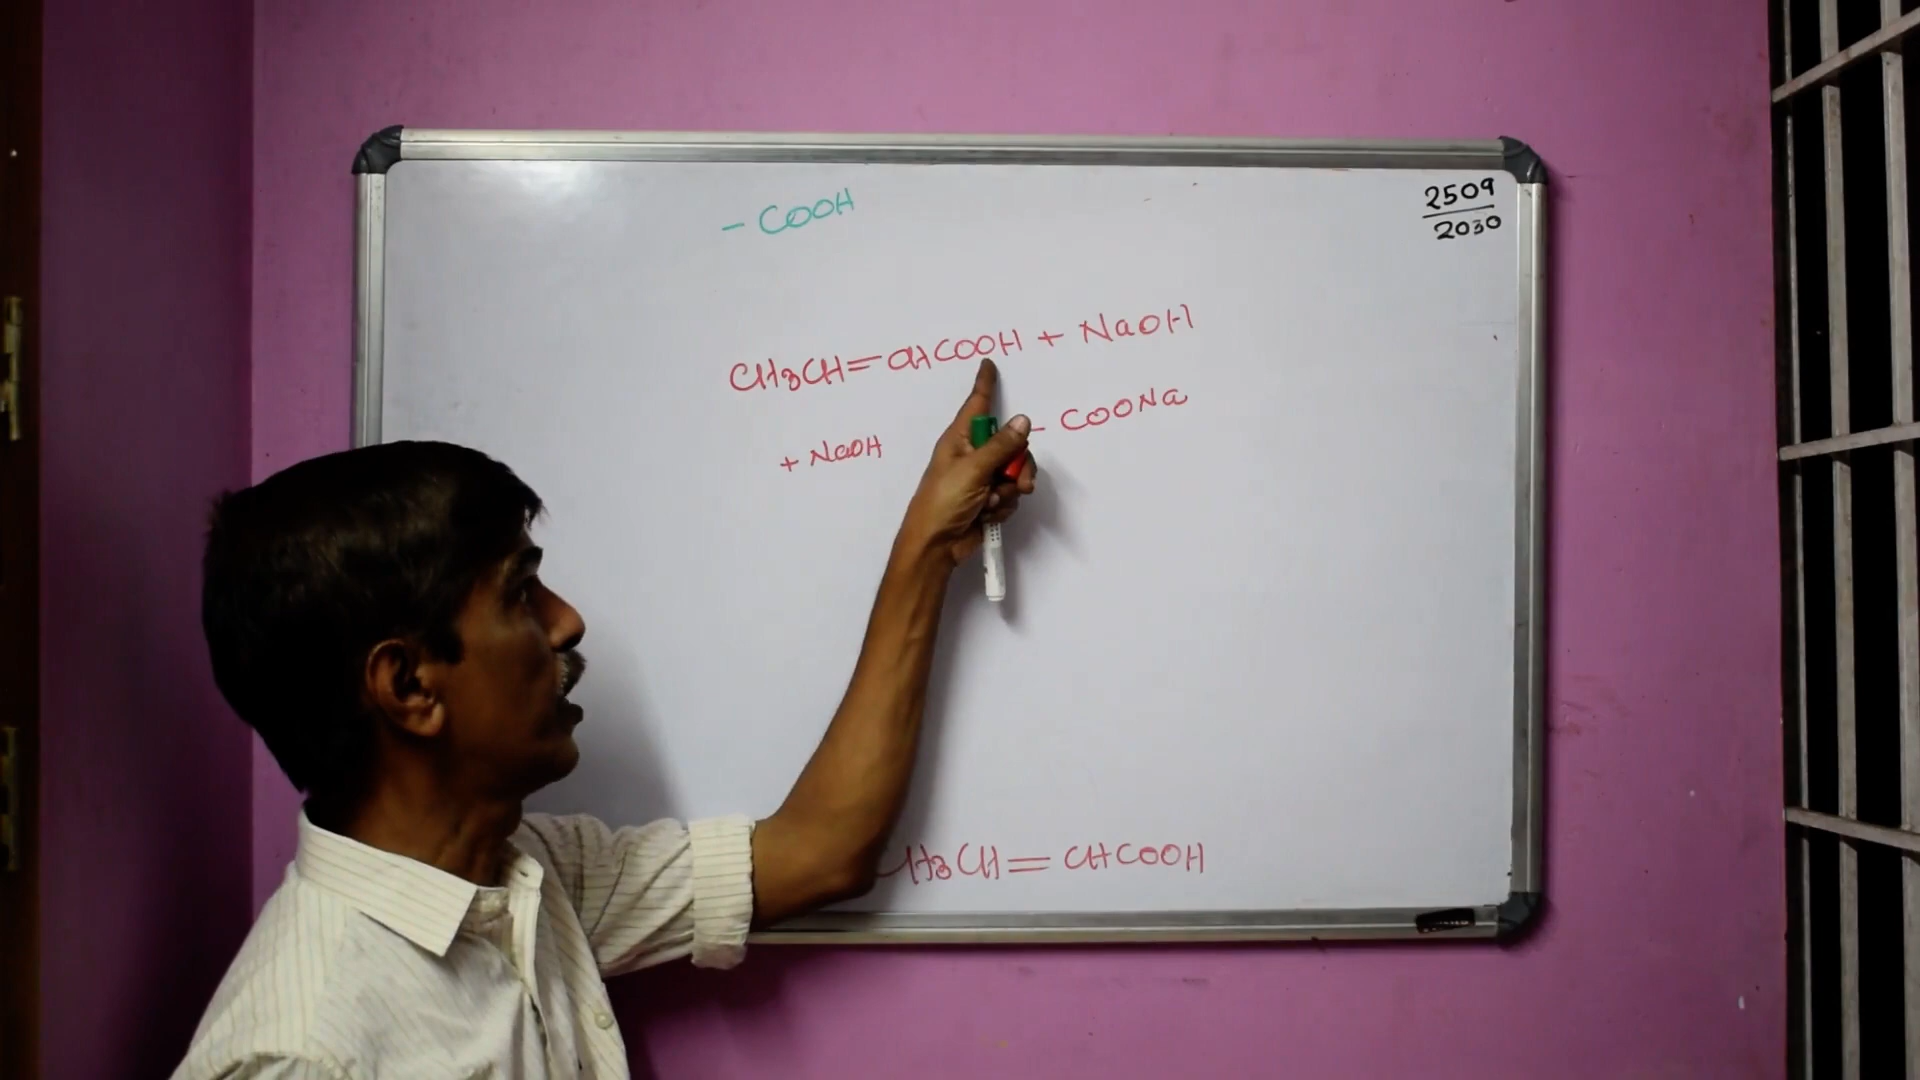 - COOH
2509
2030
CH3CH=CHCOOH + NaOH
+ NaOH - COONa
CH3CH=CHCOOH